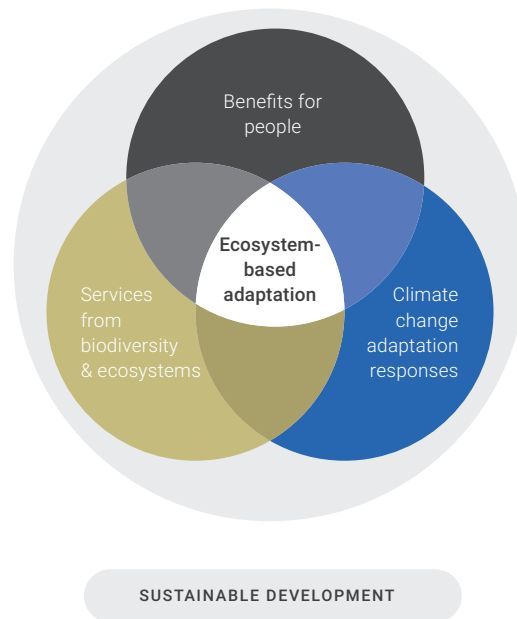 Benefits for
people
Ecosystem-
based
adaptation
Services
from
biodiversity
& ecosystems
Climate
change
adaptation
responses
SUSTAINABLE DEVELOPMENT